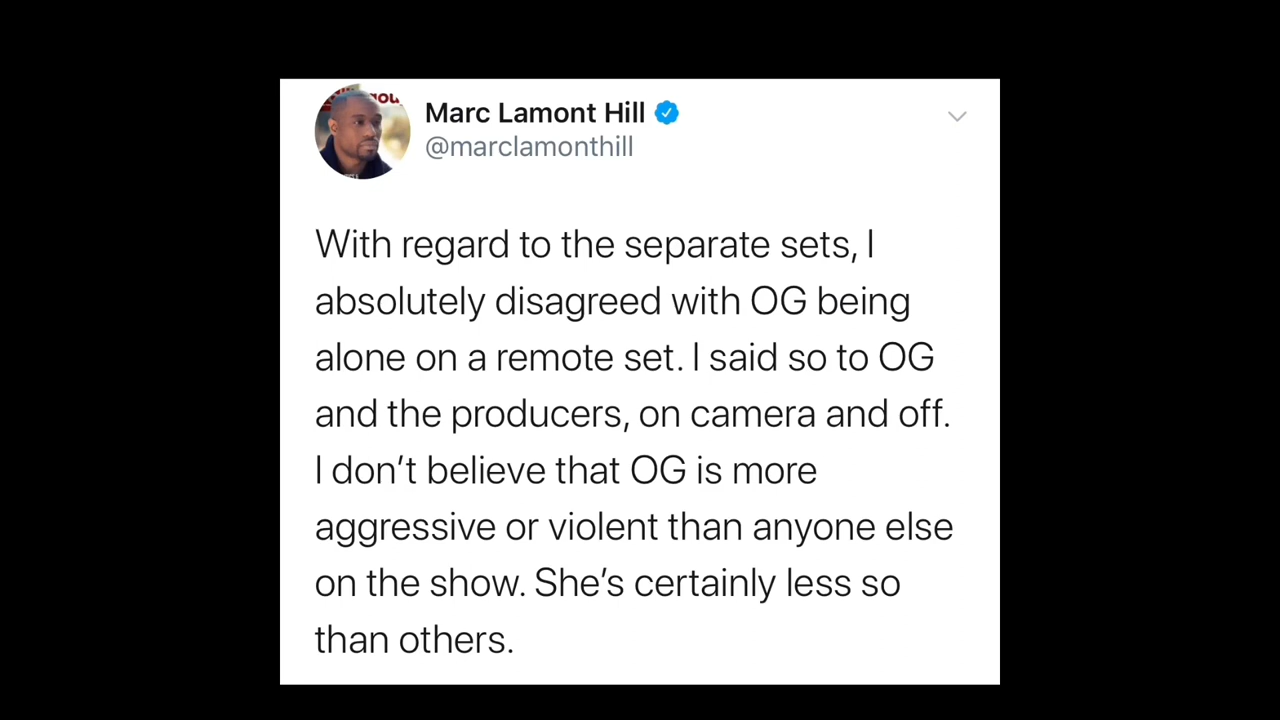 Marc Lamont Hill
@marclamonthill
With regard to the separate sets, I
absolutely disagreed with OG being
alone on a remote set. I said so to OG
and the producers, on camera and off.
I don’t believe that OG is more
aggressive or violent than anyone else
on the show. She’s certainly less so
than others.